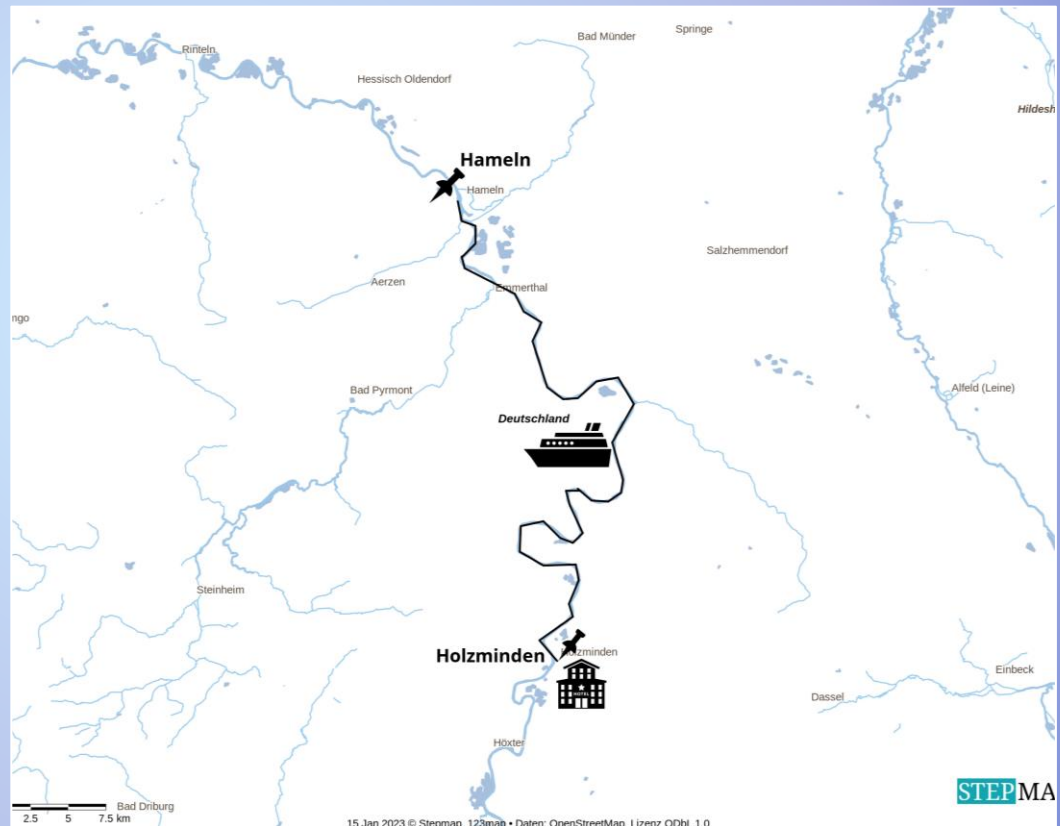 Springe
Bad Münder
Rinteln
Hessisch Oldendorf
Hildesh
Hameln
Hameln
Salzhemmendorf
Aerzen
Emmerthal
ngo
Bad Pyrmont
Alfeld (Leine)
Deutschland
Steinheim
Holzminden
Holzminden
HOTEL
Einbeck
Dassel
Höxter
STEPMA
Bad Driburg
2.5 5 7.5 km
15 Jan 2023 © Stepmap, 123map • Daten: OpenStreetMap, Lizenz ODbL 1.0